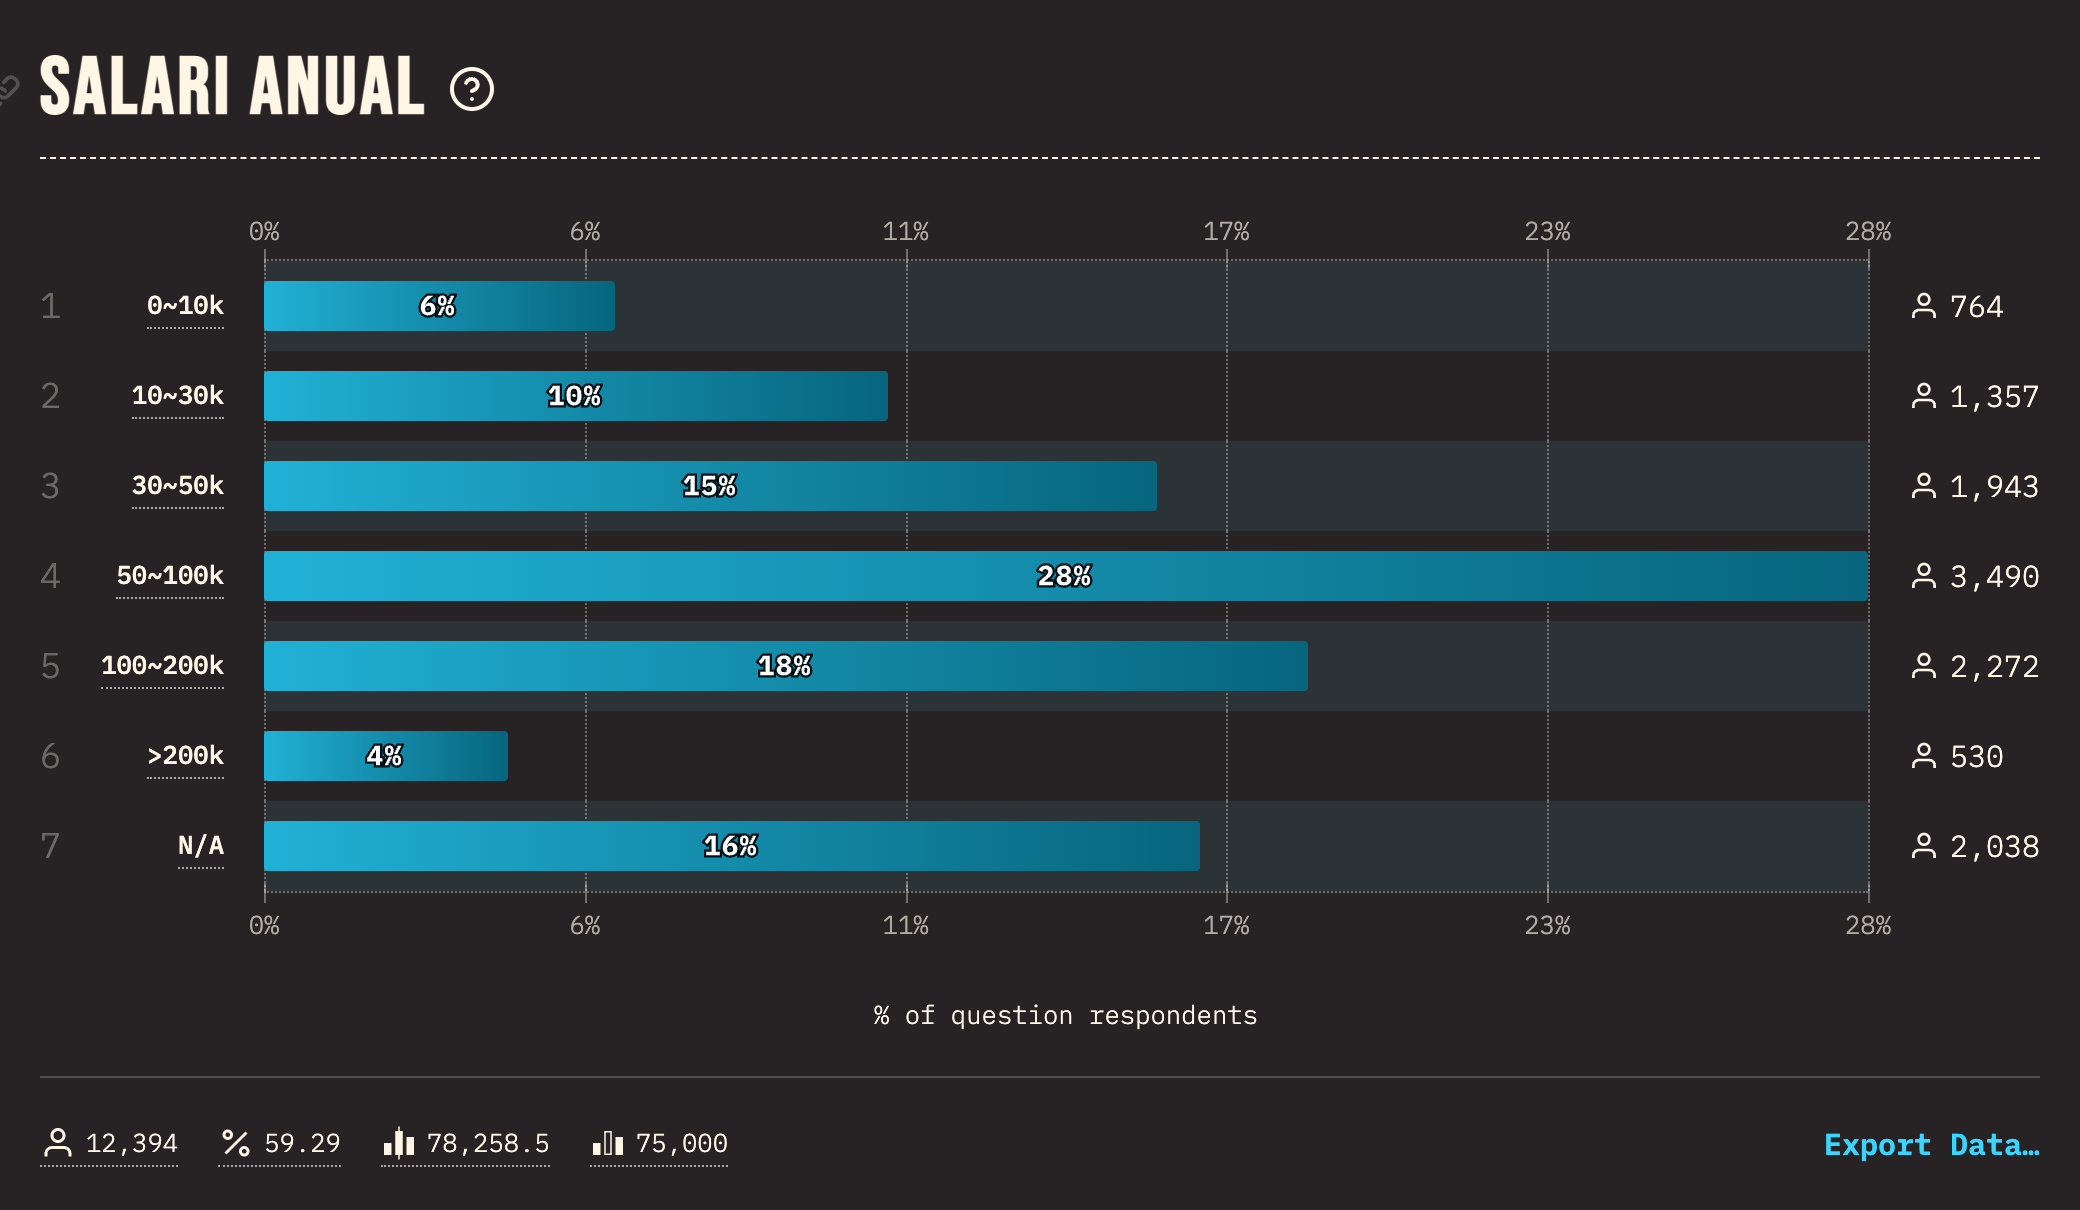 SALARI ANUAL ?
0% 6% 11% 17% 23% 28%
1 0~10k 6% 764
2 10~30k 10% 1,357
3 30~50k 15% 1,943
4 50~100k 28% 3,490
5 100~200k 18% 2,272
6 >200k 4% 530
7 N/A 16% 2,038
0% 6% 11% 17% 23% 28%
% of question respondents
12,394 % 59.29 78,258.5 75,000 Export Data…